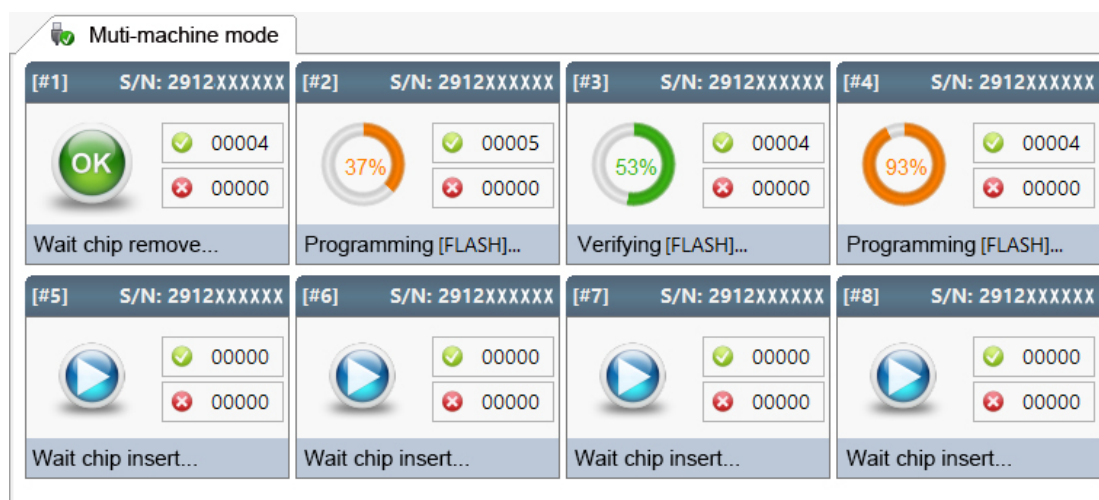 Muti-machine mode
[#1] S/N: 2912XXXXXX
OK
00004
00000
Wait chip remove...
[#2] S/N: 2912XXXXXX
37%
00005
00000
Programming [FLASH]...
[#3] S/N: 2912XXXXXX
53%
00004
00000
Verifying [FLASH]...
[#4] S/N: 2912XXXXXX
93%
00004
00000
Programming [FLASH]...
[#5] S/N: 2912XXXXXX
00000
00000
Wait chip insert...
[#6] S/N: 2912XXXXXX
00000
00000
Wait chip insert...
[#7] S/N: 2912XXXXXX
00000
00000
Wait chip insert...
[#8] S/N: 2912XXXXXX
00000
00000
Wait chip insert...